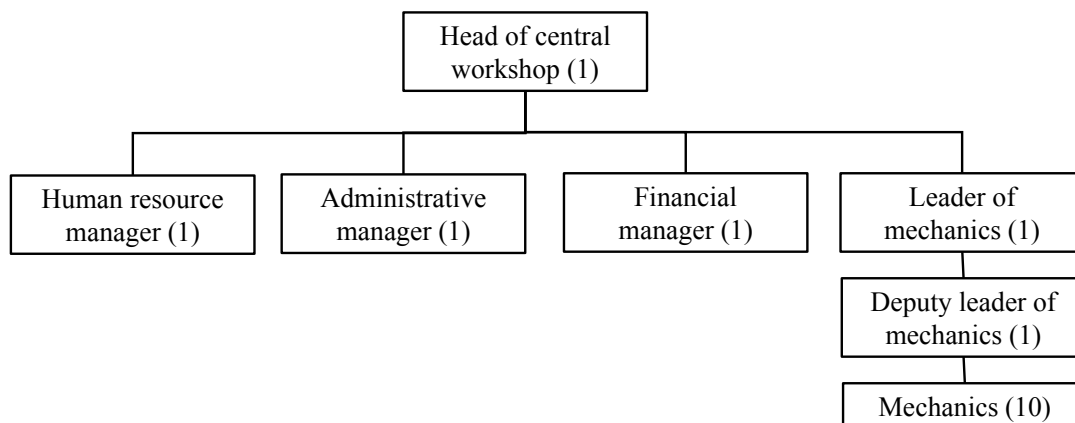 Head of central
workshop (1)
Human resource
manager (1)
Administrative
manager (1)
Financial
manager (1)
Leader of
mechanics (1)
Deputy leader of
mechanics (1)
Mechanics (10)